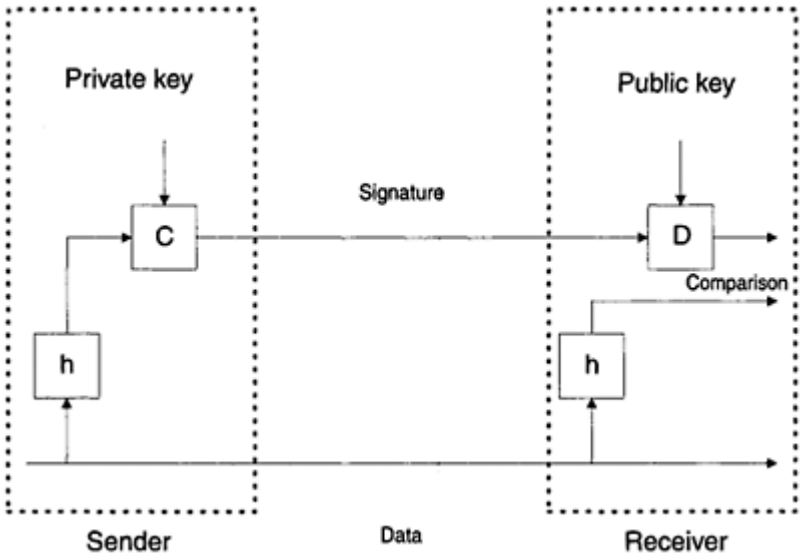 Private key
Public key
Signature
C
D
Comparison
h
h
Sender
Data
Receiver